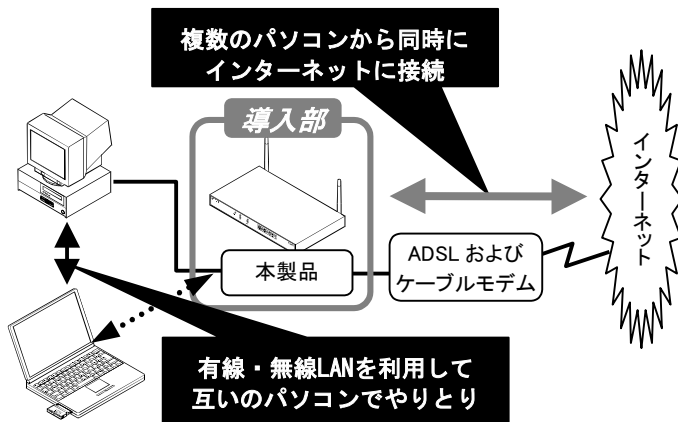 複数のパソコンから同時に
インターネットに接続
導入部
本製品
ADSL および
ケーブルモデム
インターネット
有線・無線LANを利用して
互いのパソコンでやりとり